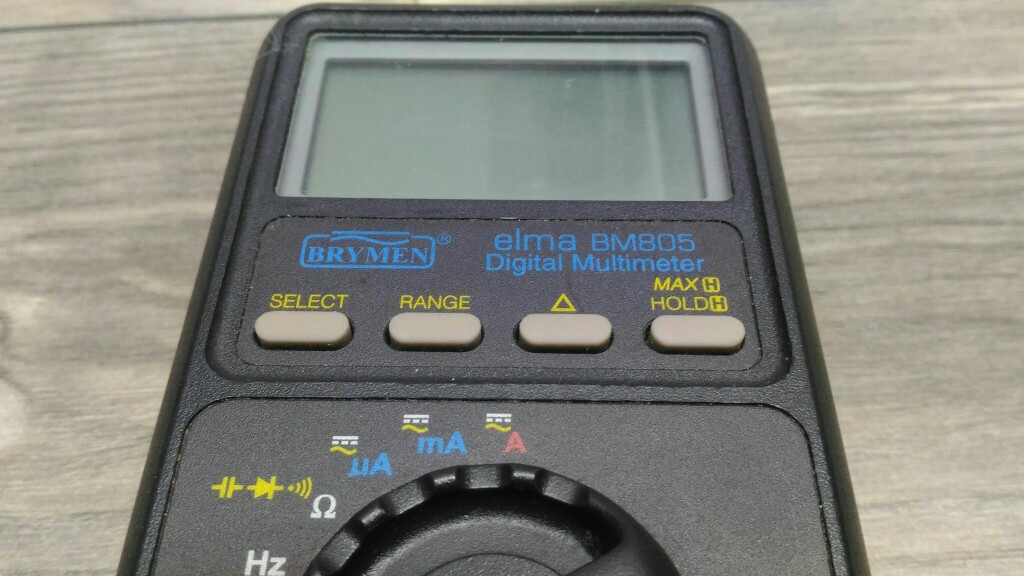 BRYMEN®
elma BM805
Digital Multimeter
SELECT
RANGE
Δ
MAX H
HOLD H
µA
mA
A
Ω
Hz